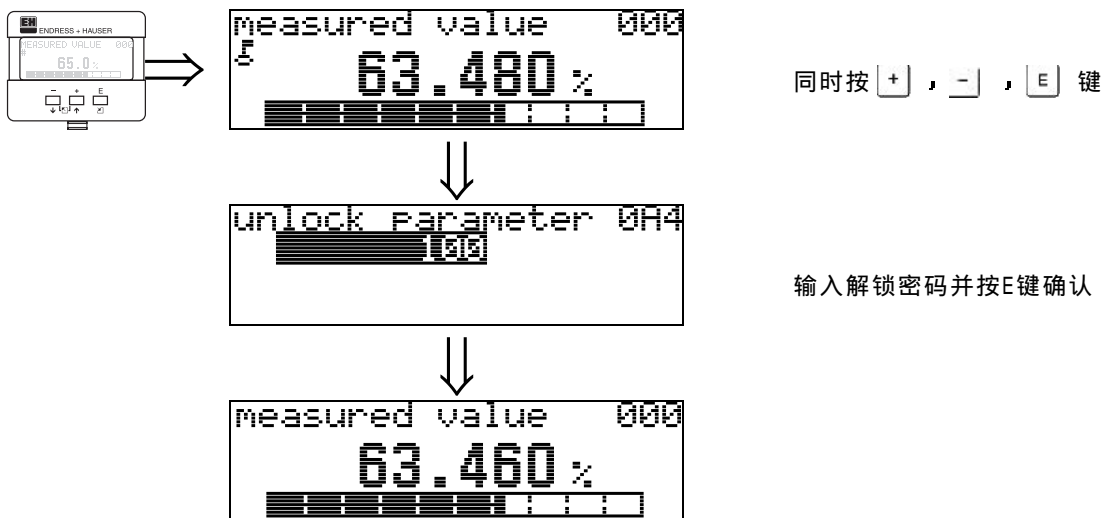 EH ENDRESS + HAUSER
MEASURED VALUE 000
#
65.0 %
- + E
measured value 000
63.480 %
同时按 + , - , E 键
unlock parameter 0A4
100
输入解锁密码并按E键确认
measured value 000
63.460 %